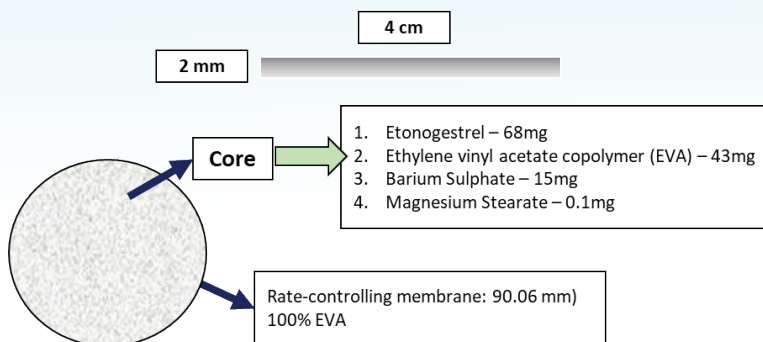 4 cm
2 mm
Core
1. Etonogestrel – 68mg
2. Ethylene vinyl acetate copolymer (EVA) – 43mg
3. Barium Sulphate – 15mg
4. Magnesium Stearate – 0.1mg
Rate-controlling membrane: 90.06 mm)
100% EVA